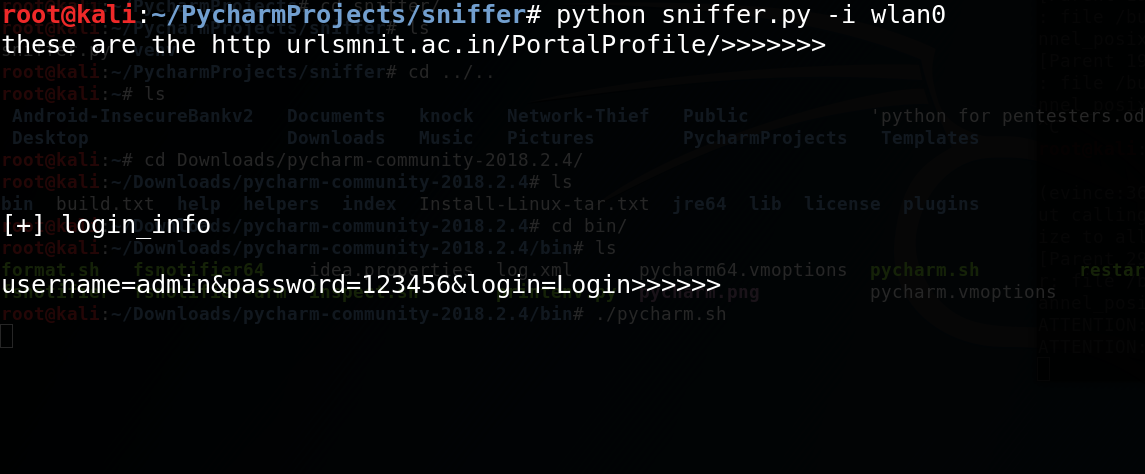 root@kali:~/PycharmProjects/sniffer# python sniffer.py -i wlan0
these are the http urlsmnit.ac.in/PortalProfile/>>>>>>>
root@kali:~/PycharmProjects/sniffer# cd ../..
root@kali:~# ls
Android-InsecureBankv2 Documents knock Network-Thief Public 'python for pentesters.od
Desktop Downloads Music Pictures PycharmProjects Templates
root@kali:~# cd Downloads/pycharm-community-2018.2.4/
root@kali:~/Downloads/pycharm-community-2018.2.4# ls
bin build.txt help helpers index Install-Linux-tar.txt jre64 lib license plugins
[+] login_info
root@kali:~/Downloads/pycharm-community-2018.2.4# cd bin/
root@kali:~/Downloads/pycharm-community-2018.2.4/bin# ls
format.sh fsnotifier64 idea.properties log.xml pycharm64.vmoptions pycharm.sh restar
username=admin&password=123456&login=Login>>>>>>
pycharm.png pycharm.vmoptions
root@kali:~/Downloads/pycharm-community-2018.2.4/bin# ./pycharm.sh
ATTENTION
ATTENTION